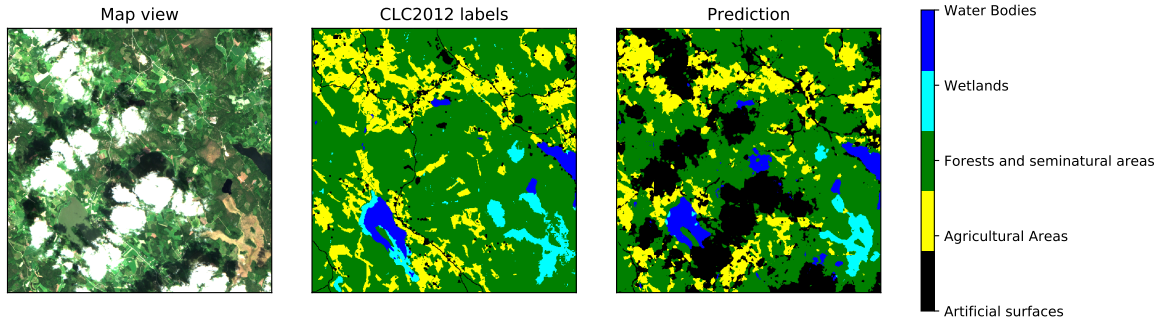 Map view
CLC2012 labels
Prediction
Water Bodies
Wetlands
Forests and seminatural areas
Agricultural Areas
Artificial surfaces